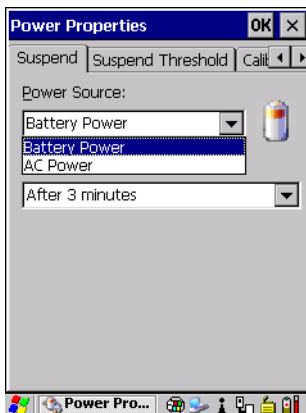 Power Properties OK ×
Suspend Suspend Threshold Calit
Power Source:
Battery Power
Battery Power
AC Power
After 3 minutes
Power Pro...